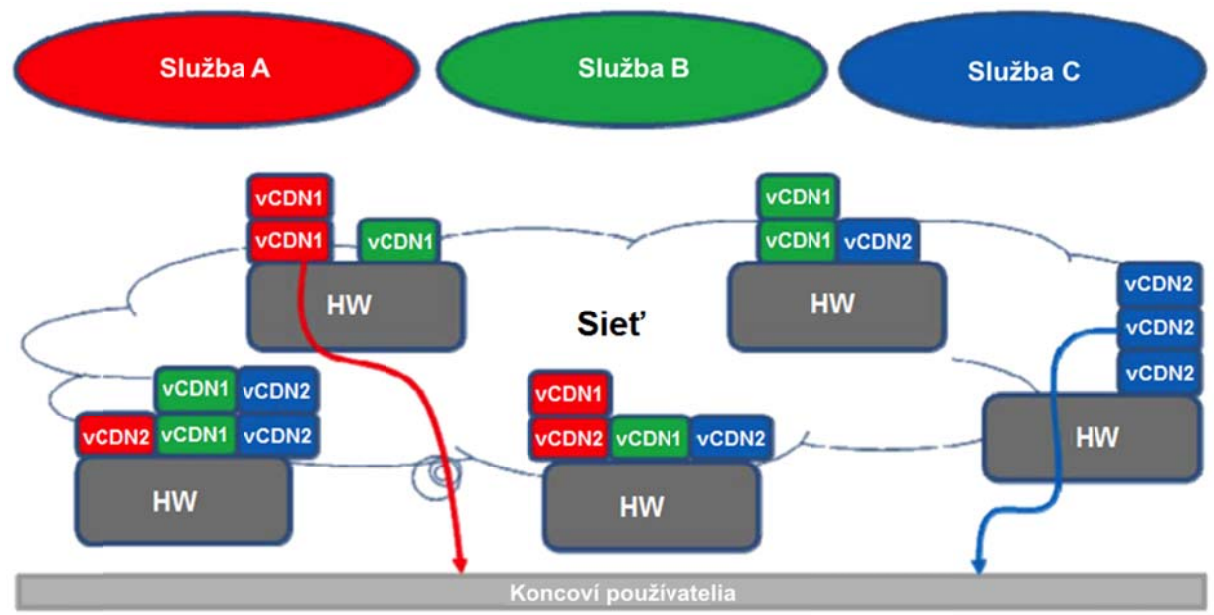 Služba A
Služba B
Služba C
vCDN1
vCDN1
vCDN1
HW
vCDN1
vCDN1
vCDN2
HW
Sieť
vCDN2
vCDN2
vCDN2
HW
vCDN1
vCDN2
vCDN2
vCDN1
vCDN2
HW
vCDN1
vCDN2
vCDN1
vCDN2
HW
Koncoví používatelia